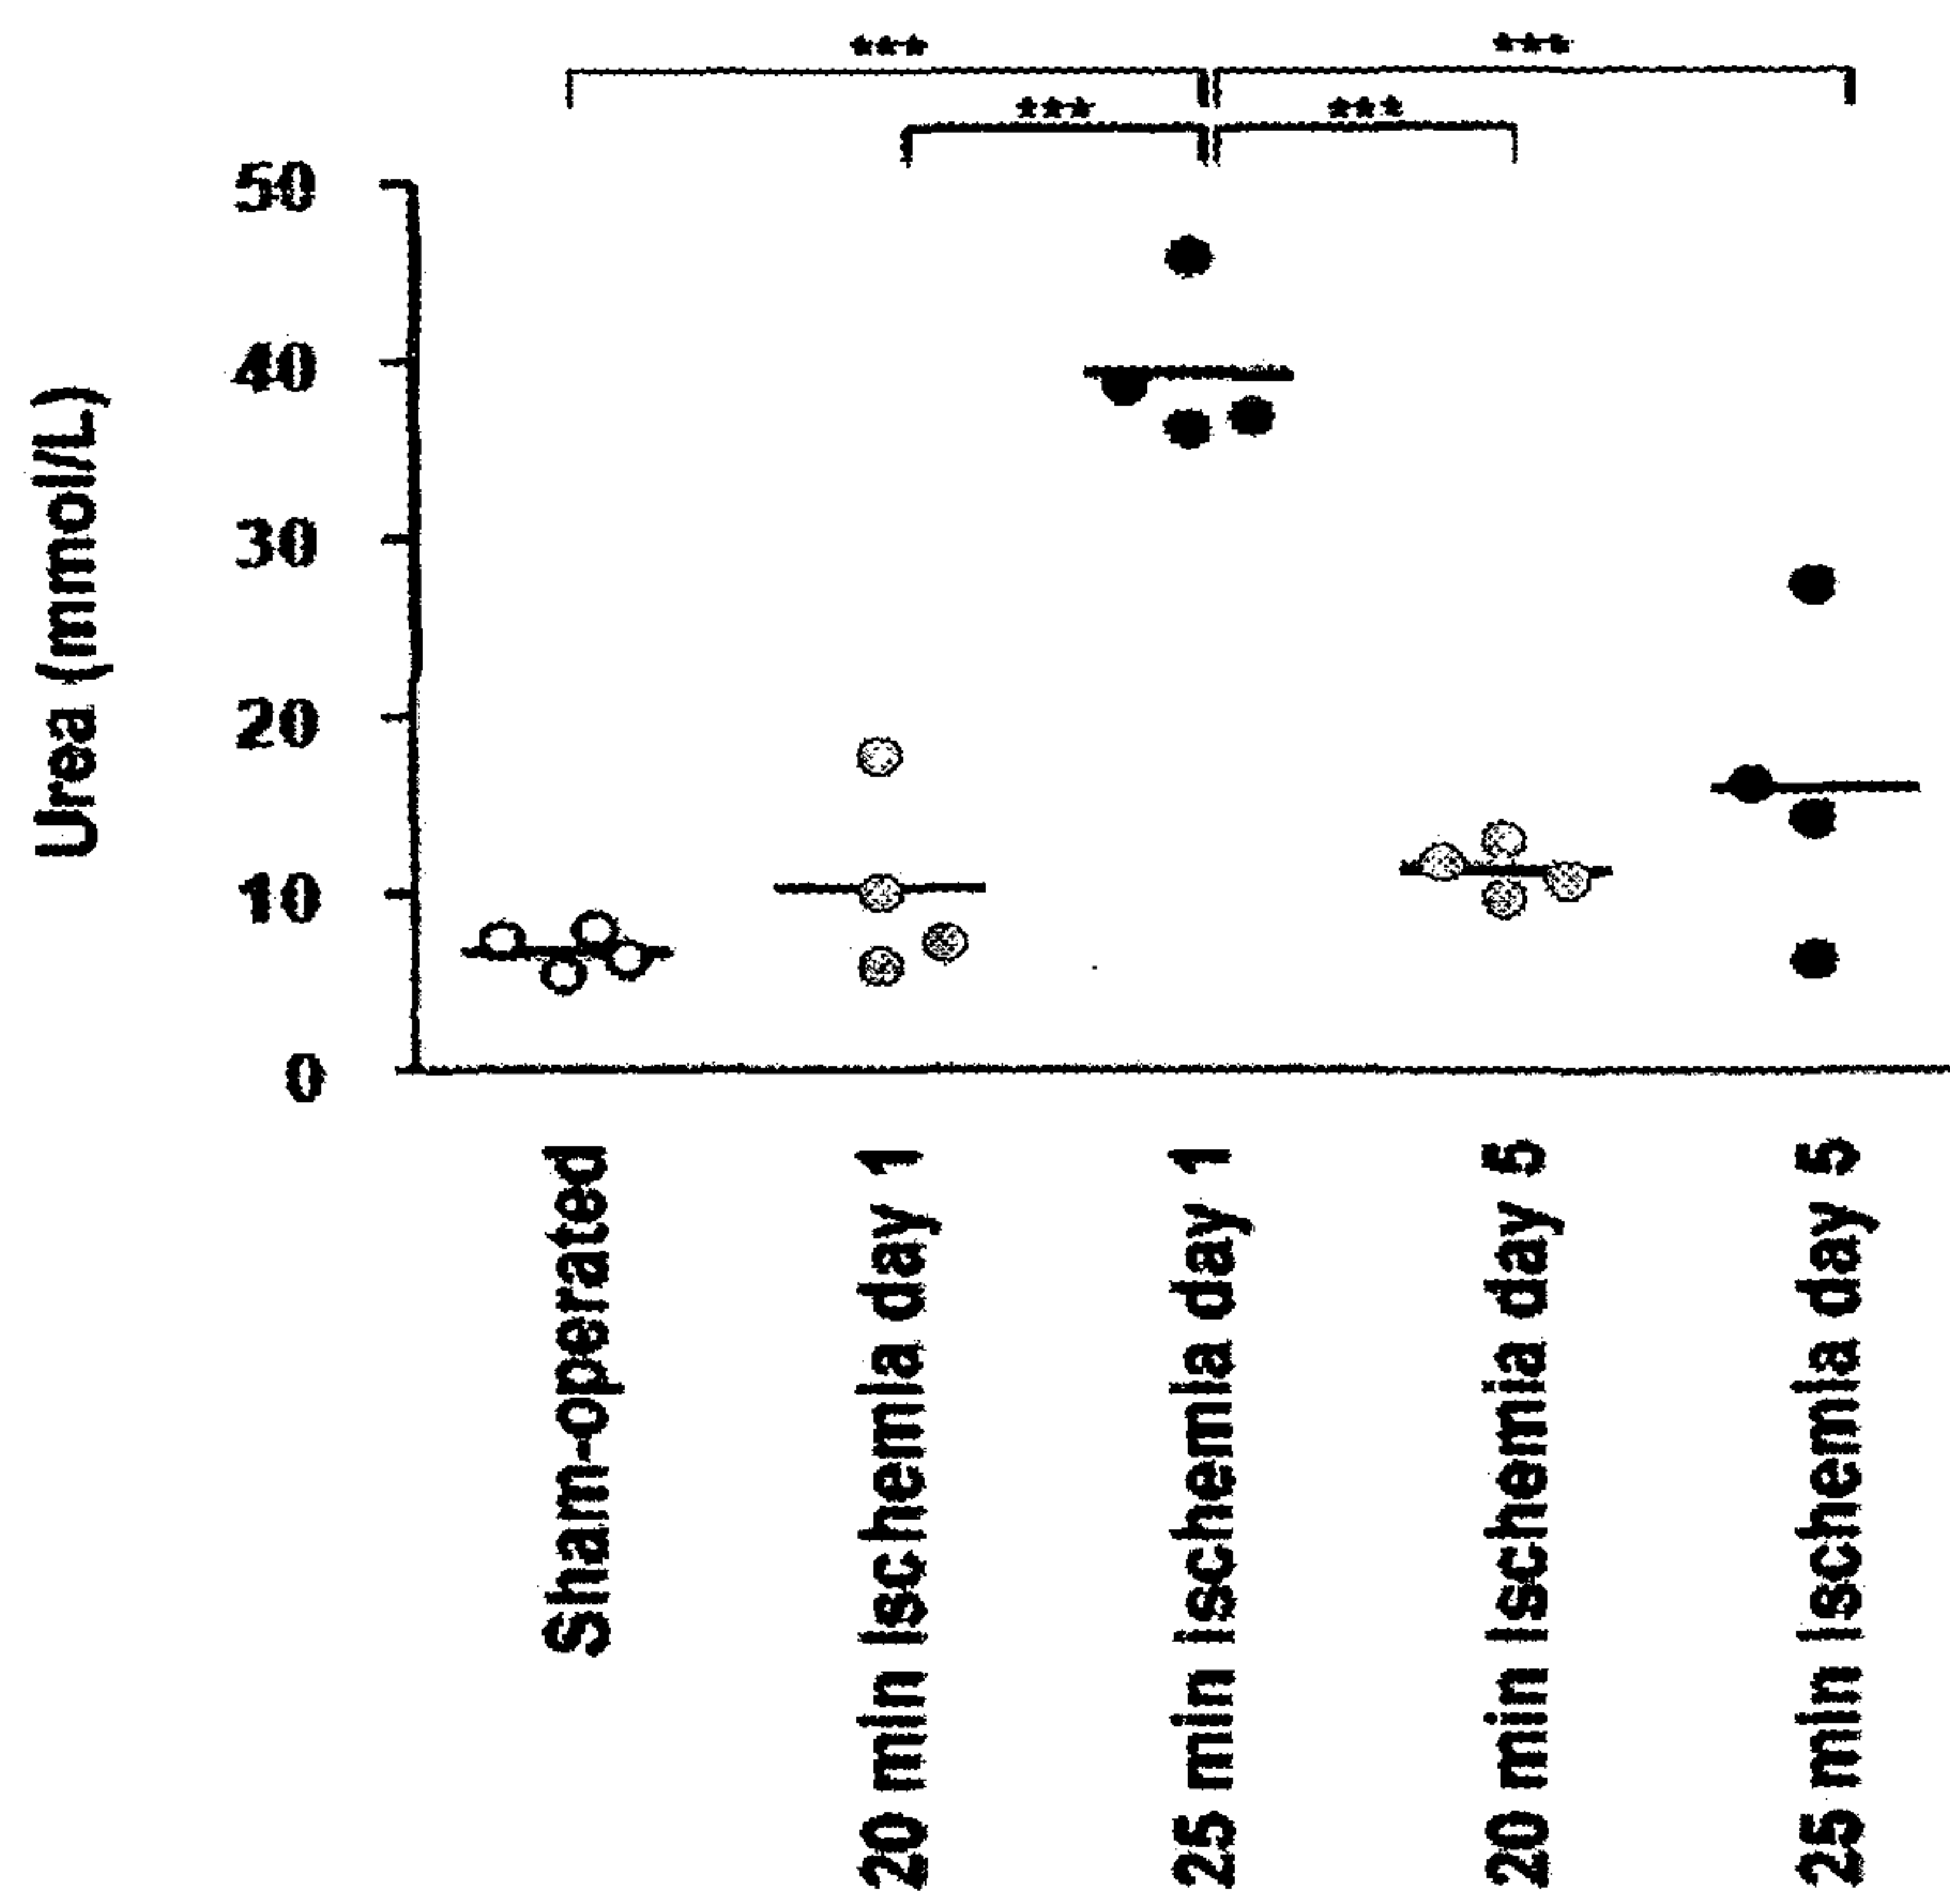 ***
***
***
***
50
40
30
20
10
0
Urea (mmol/L)
Sham-operated
20 min ischemia day 1
25 min ischemia day 1
20 min ischemia day 5
25 min ischemia day 5